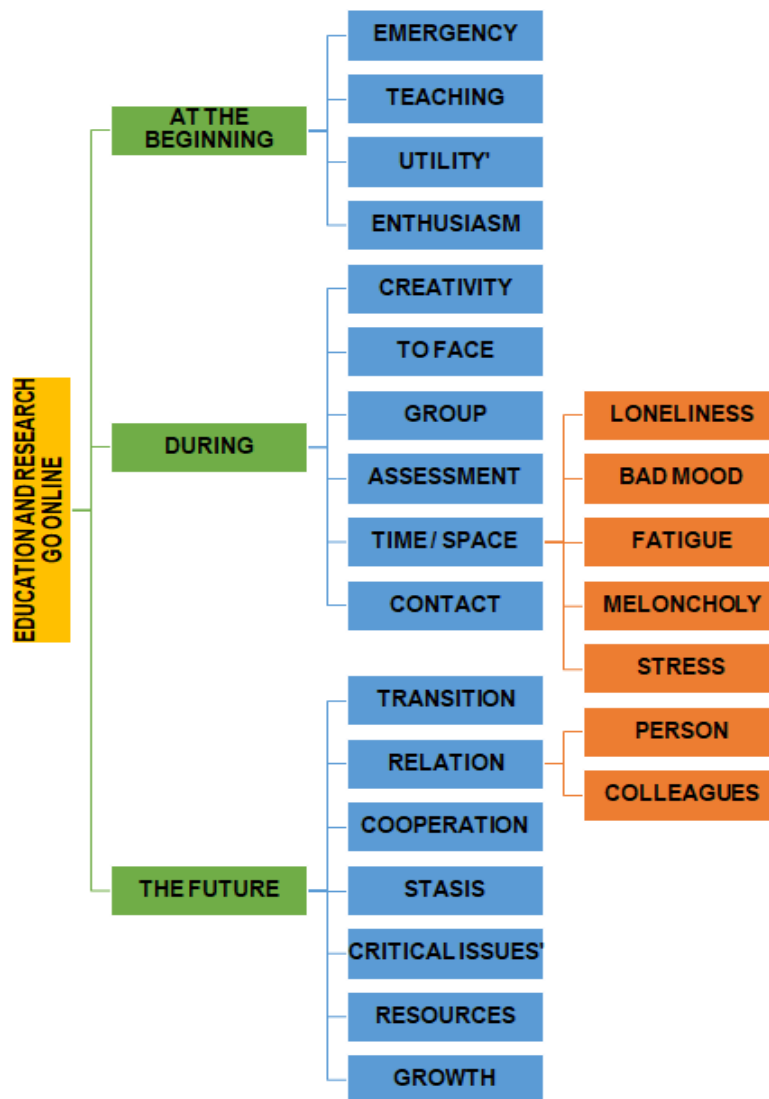 EDUCATION AND RESEARCH
GO ONLINE
AT THE
BEGINNING
EMERGENCY
TEACHING
UTILITY'
ENTHUSIASM
DURING
CREATIVITY
TO FACE
GROUP
ASSESSMENT
TIME / SPACE
LONELINESS
BAD MOOD
FATIGUE
MELONCHOLY
STRESS
CONTACT
THE FUTURE
TRANSITION
RELATION
PERSON
COLLEAGUES
COOPERATION
STASIS
CRITICAL ISSUES'
RESOURCES
GROWTH